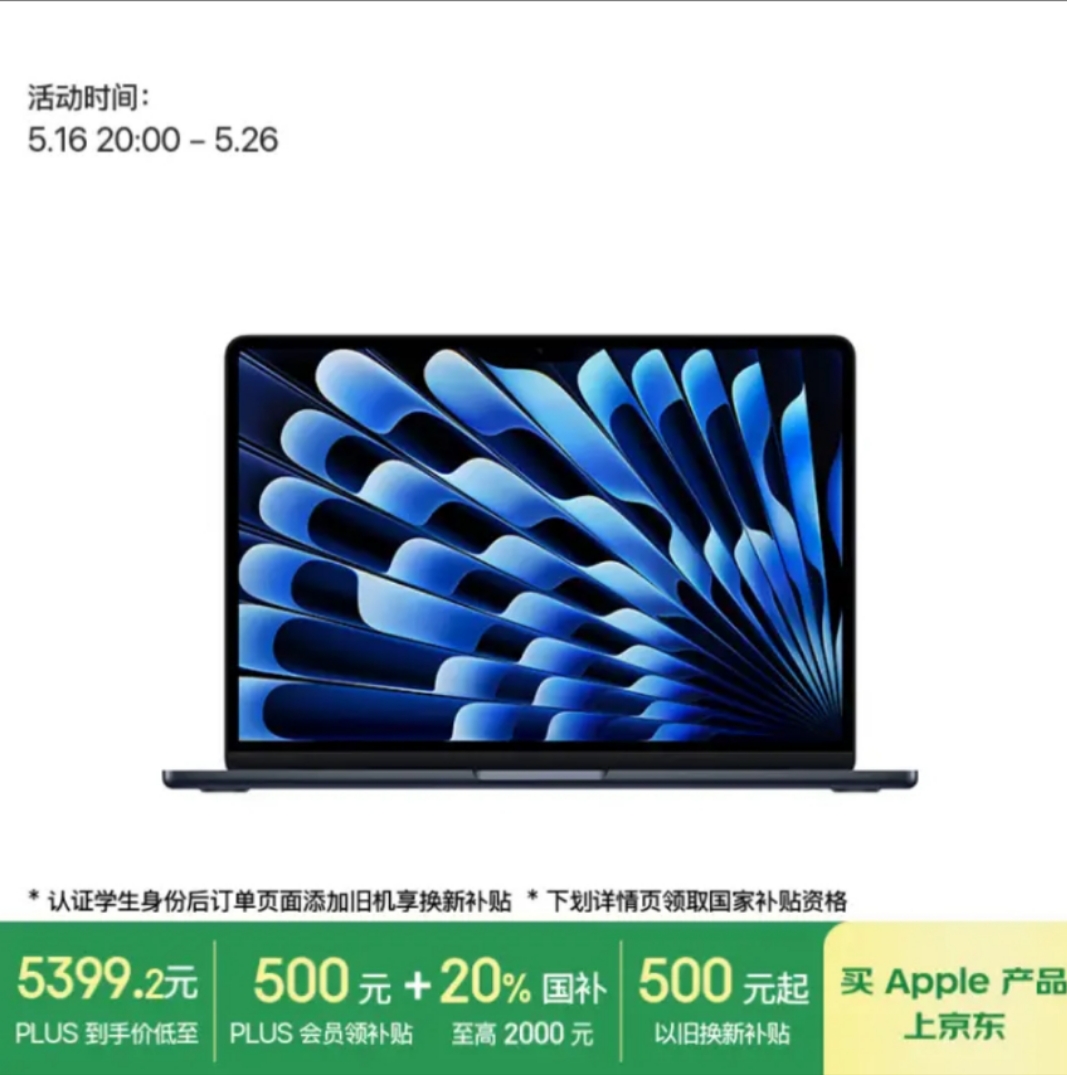 活动时间：
5.16 20:00 – 5.26
* 认证学生身份后订单页面添加旧机享换新补贴 * 下划详情页领取国家补贴资格
5399.2元
PLUS 到手价低至
500 元 + 20% 国补
PLUS 会员领补贴 至高 2000 元
500 元起
以旧换新补贴
买 Apple 产品
上京东